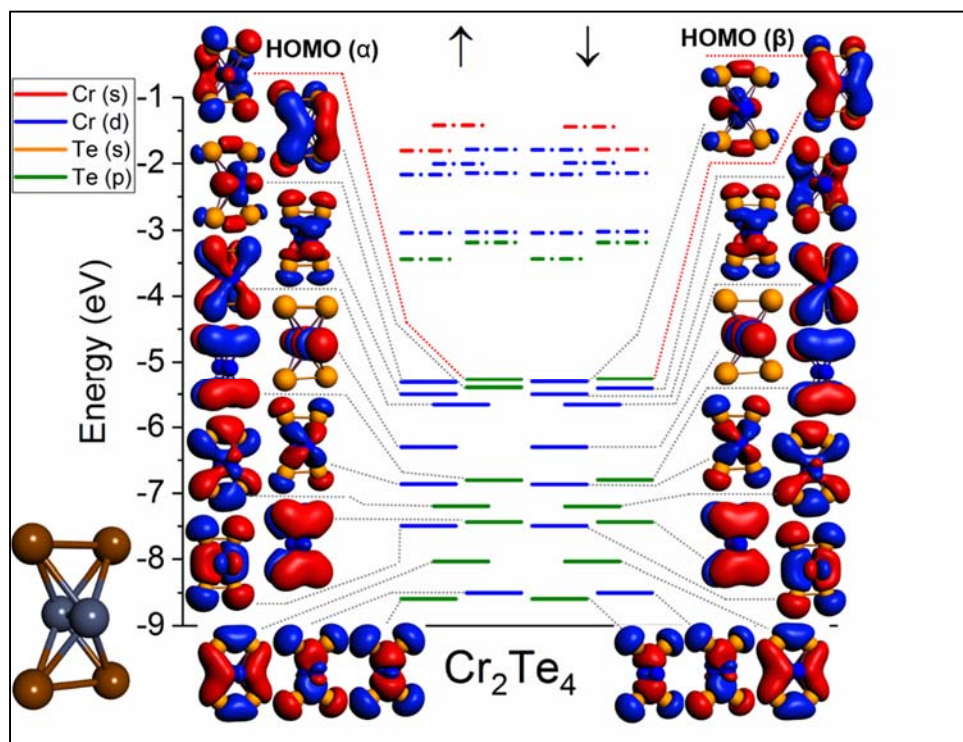 HOMO (α)
↑
↓
HOMO (β)
Cr (s)
Cr (d)
Te (s)
Te (p)
Energy (eV)
-1
-2
-3
-4
-5
-6
-7
-8
-9
Cr₂Te₄